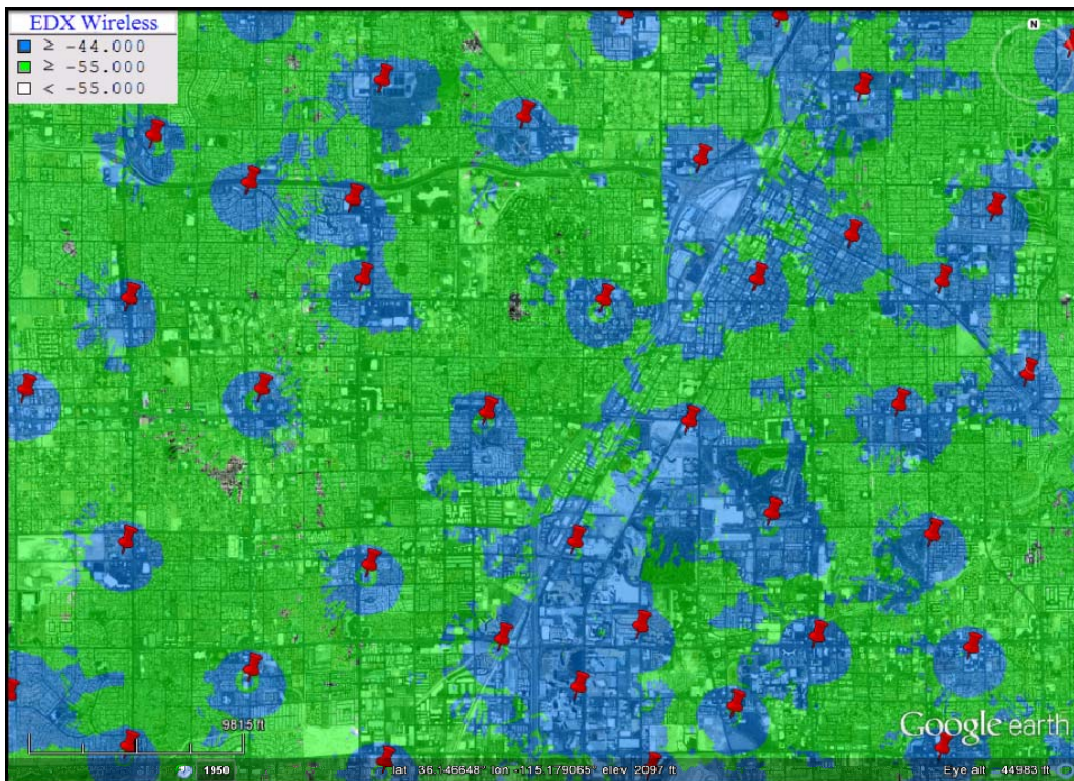 EDX Wireless
≥ -44.000
≥ -55.000
< -55.000
N
9815 ft
Google earth
1950
lat 36.146648° lon -115.179065° elev 2097 ft
Eye alt 44983 ft